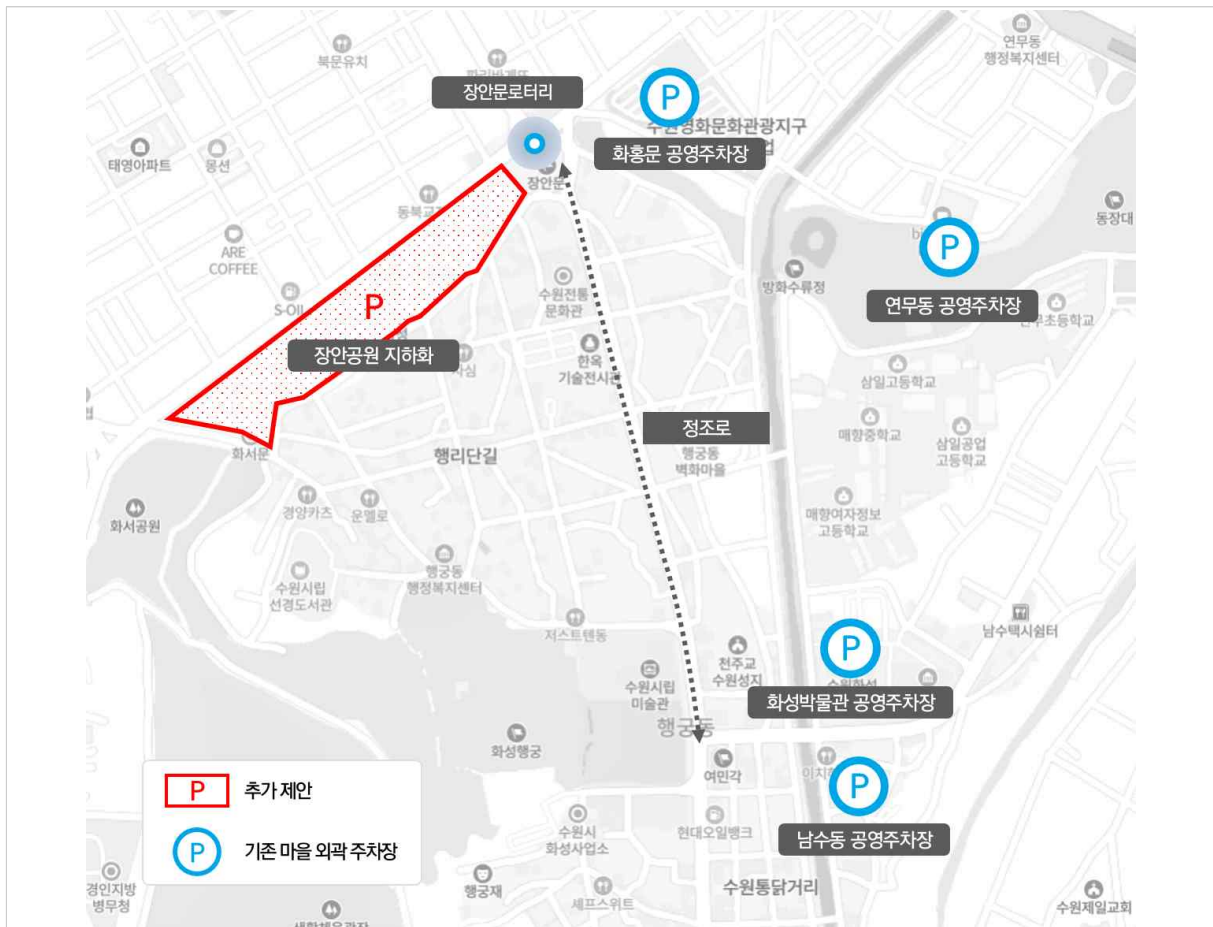 연무동
행정복지센터
북문유치
장안문로터리
P
수원영화문화관광지구
화홍문 공영주차장
태영아파트
몽션
장안문
동장대
P
ARE
COFFEE
수원전통
문화관
방화수류정
연무동 공영주차장
S-OIL
P
장안공원 지하화
한옥
기술전시관
삼일고등학교
정조로
매향중학교
삼일공업
고등학교
행궁동
벽화마을
화서문
행리단길
경양카츠
운멜로
화서공원
매향여자정보
고등학교
행궁동
행정복지센터
수원시립
선경도서관
저스트텐동
남수택시쉼터
P
천주교
수원성지
수원시립
미술관
화성박물관 공영주차장
행궁동
화성행궁
여민각
P
P 추가 제안
수원시
화성사업소
현대오일뱅크
남수동 공영주차장
P 기존 마을 외곽 주차장
경인지방
병무청
행궁재
셰프스위트
수원통닭거리
수원제일교회